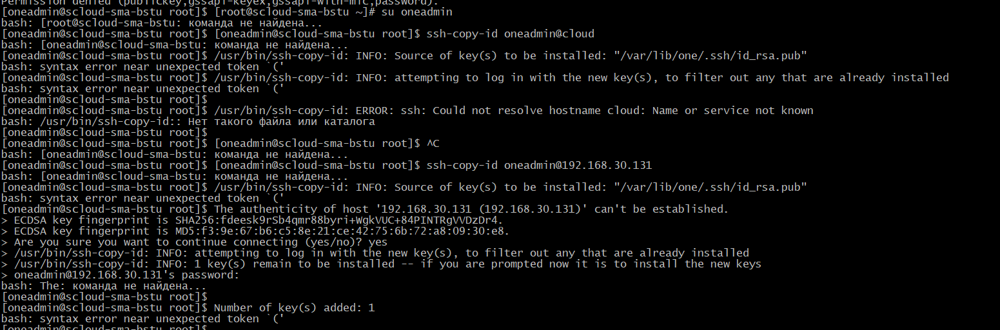 Permission denied (publickey,gssapi-keyex,gssapi-with-mic,password).
[oneadmin@scloud-sma-bstu root]$ [root@scloud-sma-bstu ~]# su oneadmin
bash: [root@scloud-sma-bstu: команда не найдена...
[oneadmin@scloud-sma-bstu root]$ [oneadmin@scloud-sma-bstu root]$ ssh-copy-id oneadmin@cloud
bash: [oneadmin@scloud-sma-bstu: команда не найдена...
[oneadmin@scloud-sma-bstu root]$ /usr/bin/ssh-copy-id: INFO: Source of key(s) to be installed: "/var/lib/one/.ssh/id_rsa.pub"
bash: syntax error near unexpected token `('
[oneadmin@scloud-sma-bstu root]$ /usr/bin/ssh-copy-id: INFO: attempting to log in with the new key(s), to filter out any that are already installed
bash: syntax error near unexpected token `('
[oneadmin@scloud-sma-bstu root]$
[oneadmin@scloud-sma-bstu root]$ /usr/bin/ssh-copy-id: ERROR: ssh: Could not resolve hostname cloud: Name or service not known
bash: /usr/bin/ssh-copy-id:: Нет такого файла или каталога
[oneadmin@scloud-sma-bstu root]$
[oneadmin@scloud-sma-bstu root]$ [oneadmin@scloud-sma-bstu root]$ ^C
bash: [oneadmin@scloud-sma-bstu: команда не найдена...
[oneadmin@scloud-sma-bstu root]$ [oneadmin@scloud-sma-bstu root]$ ssh-copy-id oneadmin@192.168.30.131
bash: [oneadmin@scloud-sma-bstu: команда не найдена...
[oneadmin@scloud-sma-bstu root]$ /usr/bin/ssh-copy-id: INFO: Source of key(s) to be installed: "/var/lib/one/.ssh/id_rsa.pub"
bash: syntax error near unexpected token `('
[oneadmin@scloud-sma-bstu root]$ The authenticity of host '192.168.30.131 (192.168.30.131)' can't be established.
> ECDSA key fingerprint is SHA256:fdeesk9rSb4qmr88byri+WgkVUC+84PINTRgVVDzDr4.
> ECDSA key fingerprint is MD5:f3:9e:67:b6:c5:8e:21:ce:42:75:6b:72:a8:09:30:e8.
> Are you sure you want to continue connecting (yes/no)? yes
> /usr/bin/ssh-copy-id: INFO: attempting to log in with the new key(s), to filter out any that are already installed
> /usr/bin/ssh-copy-id: INFO: 1 key(s) remain to be installed -- if you are prompted now it is to install the new keys
> oneadmin@192.168.30.131's password:
bash: The: команда не найдена...
[oneadmin@scloud-sma-bstu root]$
[oneadmin@scloud-sma-bstu root]$ Number of key(s) added: 1
bash: syntax error near unexpected token `('
[oneadmin@scloud-sma-bstu root]$